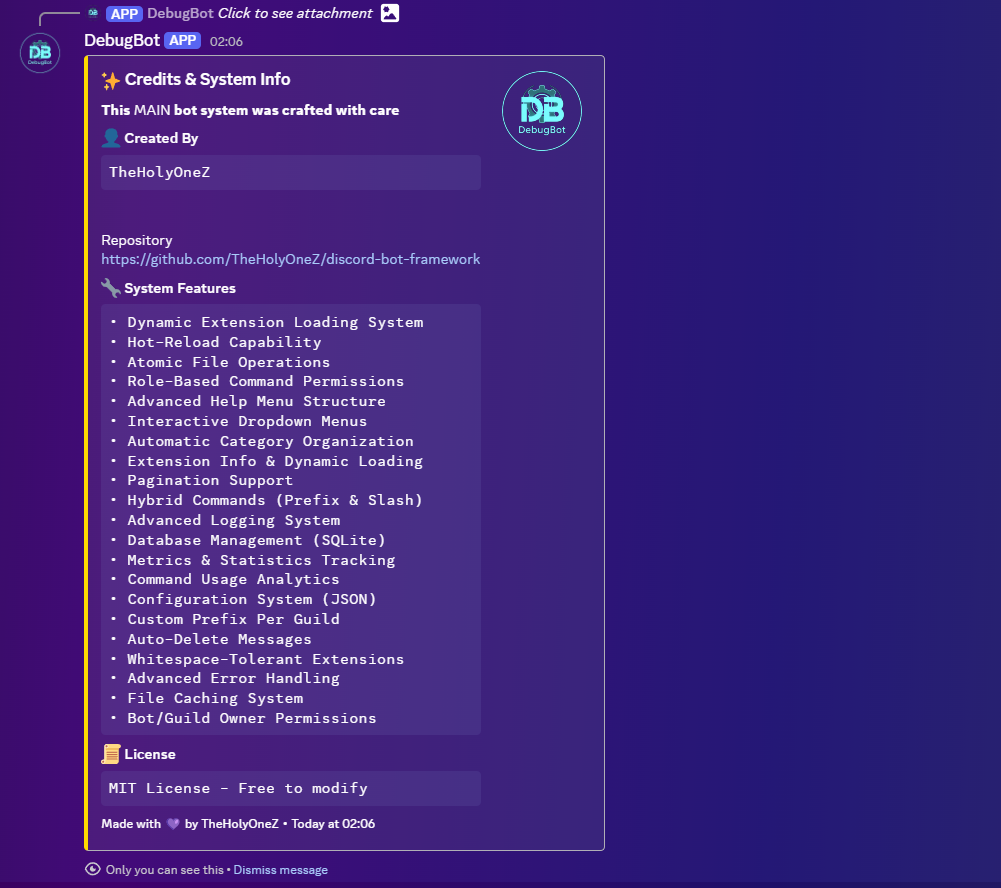 APP DebugBot Click to see attachment
DB
DebugBot
DebugBot APP 02:06
✨ Credits & System Info
This MAIN bot system was crafted with care
DB
DebugBot
👤 Created By
TheHolyOneZ
Repository
https://github.com/TheHolyOneZ/discord-bot-framework
🔧 System Features
• Dynamic Extension Loading System
• Hot-Reload Capability
• Atomic File Operations
• Role-Based Command Permissions
• Advanced Help Menu Structure
• Interactive Dropdown Menus
• Automatic Category Organization
• Extension Info & Dynamic Loading
• Pagination Support
• Hybrid Commands (Prefix & Slash)
• Advanced Logging System
• Database Management (SQLite)
• Metrics & Statistics Tracking
• Command Usage Analytics
• Configuration System (JSON)
• Custom Prefix Per Guild
• Auto-Delete Messages
• Whitespace-Tolerant Extensions
• Advanced Error Handling
• File Caching System
• Bot/Guild Owner Permissions
📜 License
MIT License - Free to modify
Made with 💜 by TheHolyOneZ • Today at 02:06
Only you can see this • Dismiss message